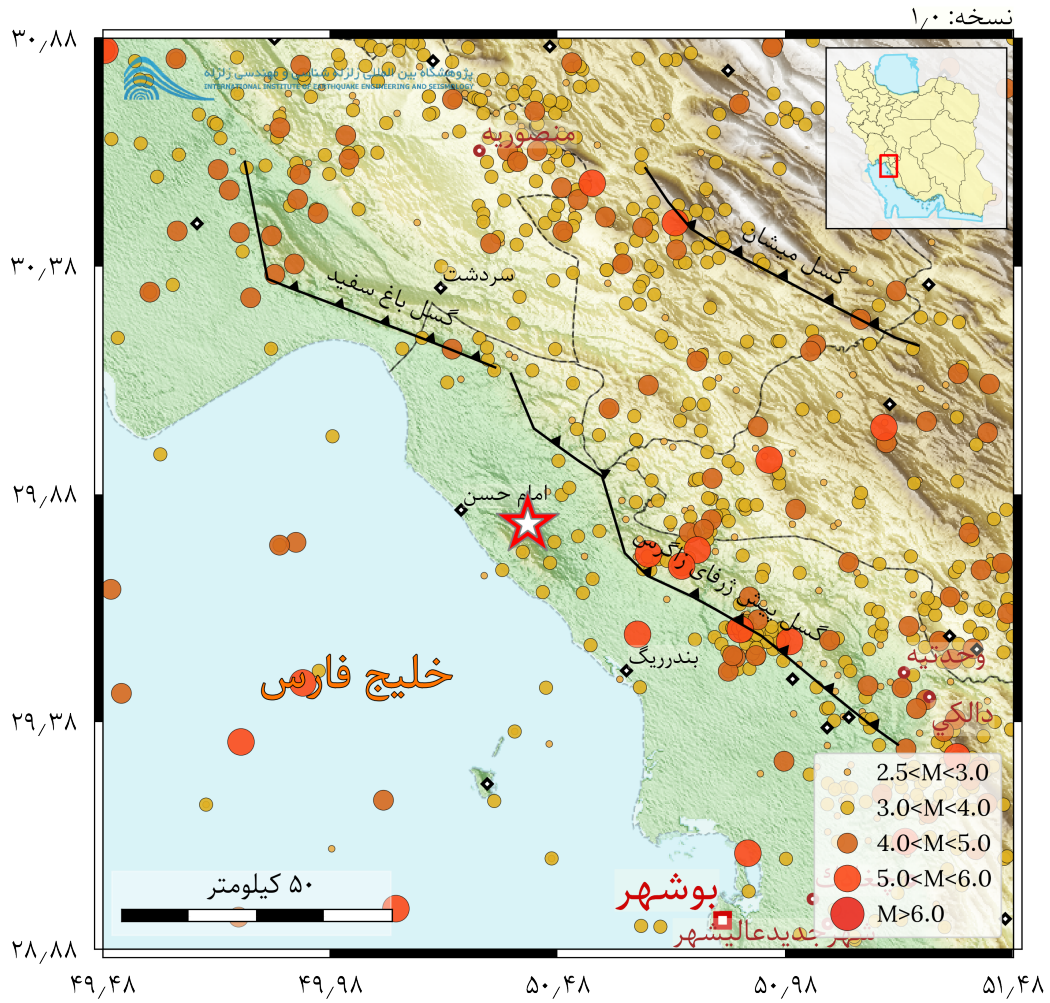 نسخه: ۱٫۰
۳۰٫۸۸
پژوهشگاه بین المللی زلزله شناسی و مهندسی زلزله
INTERNATIONAL INSTITUTE OF EARTHQUAKE ENGINEERING AND SEISMOLOGY
منصوریه
گسل میشان
۳۰٫۳۸
سردشت
گسل باغ سفید
۲۹٫۸۸
امام حسن
گسل پیش ژرفای زاگرس
وحدتیه
بندرریگ
خلیج فارس
دالکي
۲۹٫۳۸
2.5<M<3.0
3.0<M<4.0
4.0<M<5.0
5.0<M<6.0
M>6.0
۵۰ کیلومتر
بوشهر
شهرجدیدعالیشهر
۲۸٫۸۸
۴۹٫۴۸ ۴۹٫۹۸ ۵۰٫۴۸ ۵۰٫۹۸ ۵۱٫۴۸